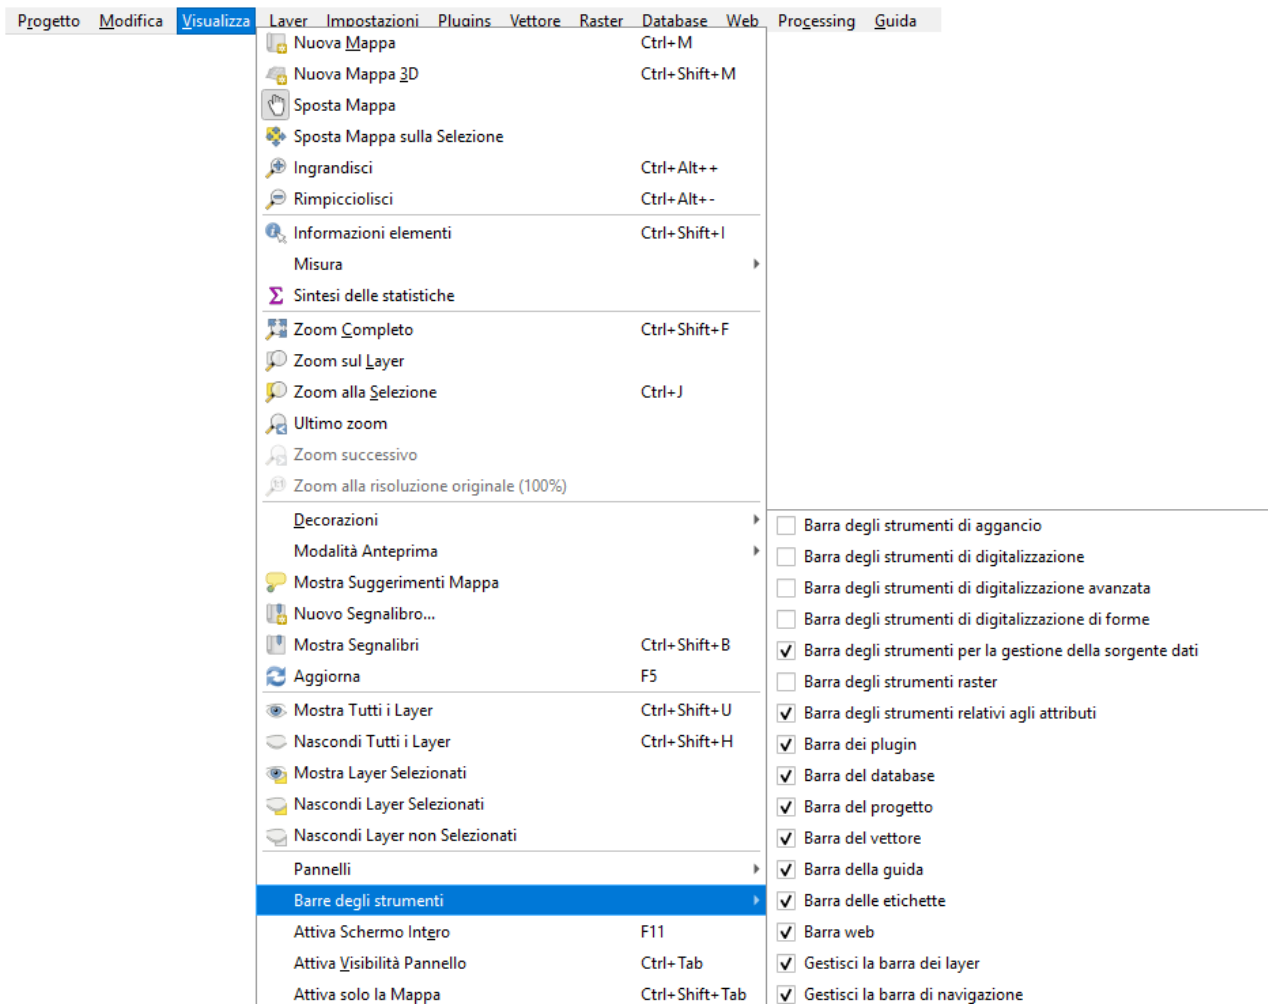 Progetto Modifica Visualizza Layer Impostazioni Plugins Vettore Raster Database Web Processing Guida
Nuova Mappa Ctrl+M
Nuova Mappa 3D Ctrl+Shift+M
Sposta Mappa
Sposta Mappa sulla Selezione
Ingrandisci Ctrl+Alt++
Rimpicciolisci Ctrl+Alt+-
Informazioni elementi Ctrl+Shift+I
Misura
Sintesi delle statistiche
Zoom Completo Ctrl+Shift+F
Zoom sul Layer
Zoom alla Selezione Ctrl+J
Ultimo zoom
Zoom successivo
Zoom alla risoluzione originale (100%)
Decorazioni
Modalità Anteprima
Mostra Suggerimenti Mappa
Nuovo Segnalibro...
Mostra Segnalibri Ctrl+Shift+B
Aggiorna F5
Mostra Tutti i Layer Ctrl+Shift+U
Nascondi Tutti i Layer Ctrl+Shift+H
Mostra Layer Selezionati
Nascondi Layer Selezionati
Nascondi Layer non Selezionati
Pannelli
Barre degli strumenti
Attiva Schermo Intero F11
Attiva Visibilità Pannello Ctrl+Tab
Attiva solo la Mappa Ctrl+Shift+Tab
Barra degli strumenti di aggancio
Barra degli strumenti di digitalizzazione
Barra degli strumenti di digitalizzazione avanzata
Barra degli strumenti di digitalizzazione di forme
Barra degli strumenti per la gestione della sorgente dati
Barra degli strumenti raster
Barra degli strumenti relativi agli attributi
Barra dei plugin
Barra del database
Barra del progetto
Barra del vettore
Barra della guida
Barra delle etichette
Barra web
Gestisci la barra dei layer
Gestisci la barra di navigazione